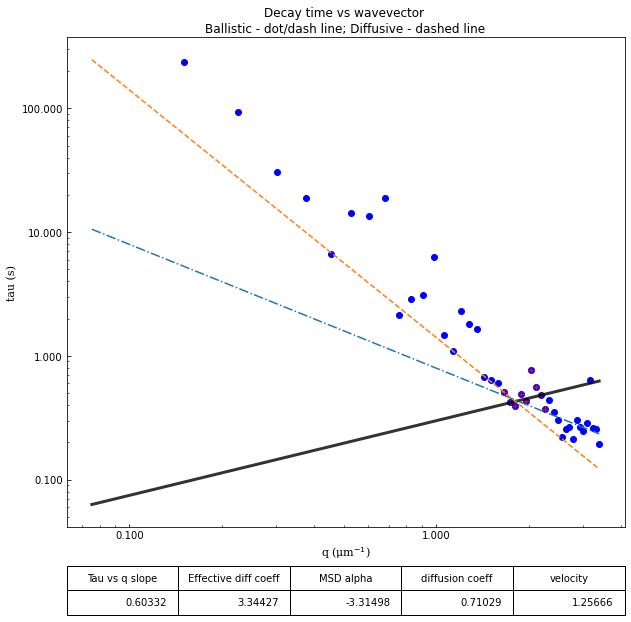 Decay time vs wavevector
Ballistic - dot/dash line; Diffusive - dashed line
100.000
10.000
1.000
0.100
tau (s)
0.100 1.000
q (μm⁻¹)
Tau vs q slope Effective diff coeff MSD alpha diffusion coeff velocity
0.60332 3.34427 -3.31498 0.71029 1.25666